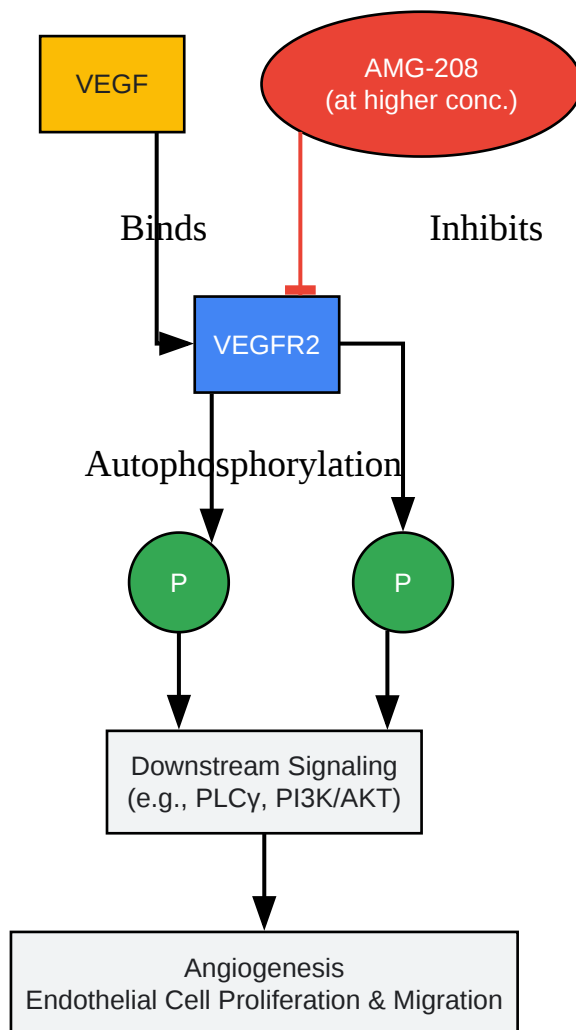 VEGF
AMG-208
(at higher conc.)
Binds
Inhibits
VEGFR2
Autophosphorylation
P
P
Downstream Signaling
(e.g., PLCγ, PI3K/AKT)
Angiogenesis
Endothelial Cell Proliferation & Migration